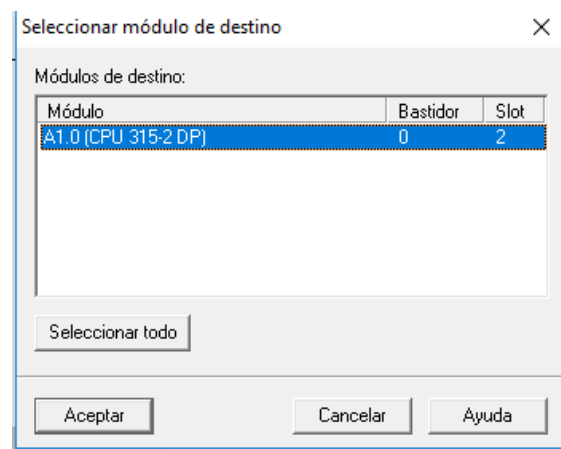 Seleccionar módulo de destino
Módulos de destino:
Módulo Bastidor Slot
A1.0 (CPU 315-2 DP) 0 2
Seleccionar todo
Aceptar Cancelar Ayuda